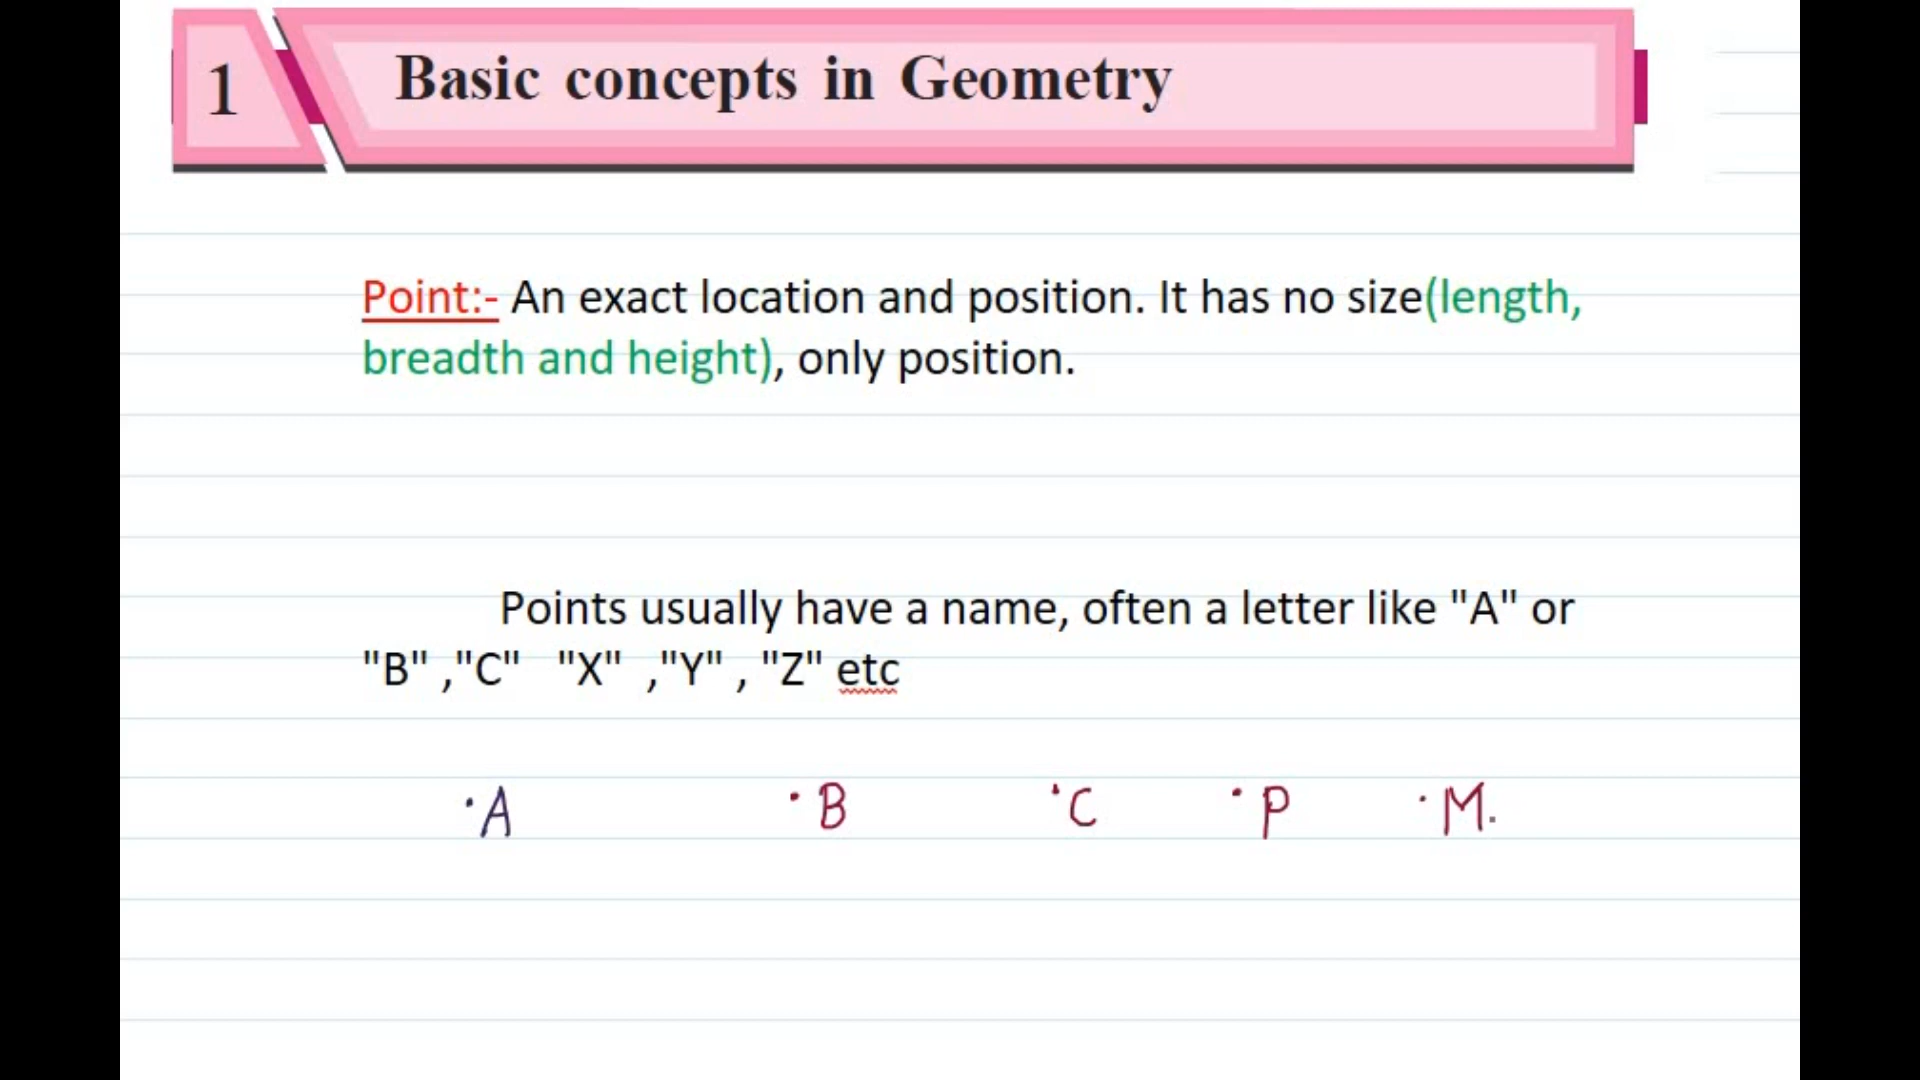 1 Basic concepts in Geometry
Point:- An exact location and position. It has no size(length,
breadth and height), only position.
Points usually have a name, often a letter like "A" or
"B" ,"C" "X" ,"Y" , "Z" etc
·A ·B ·C ·P ·M.